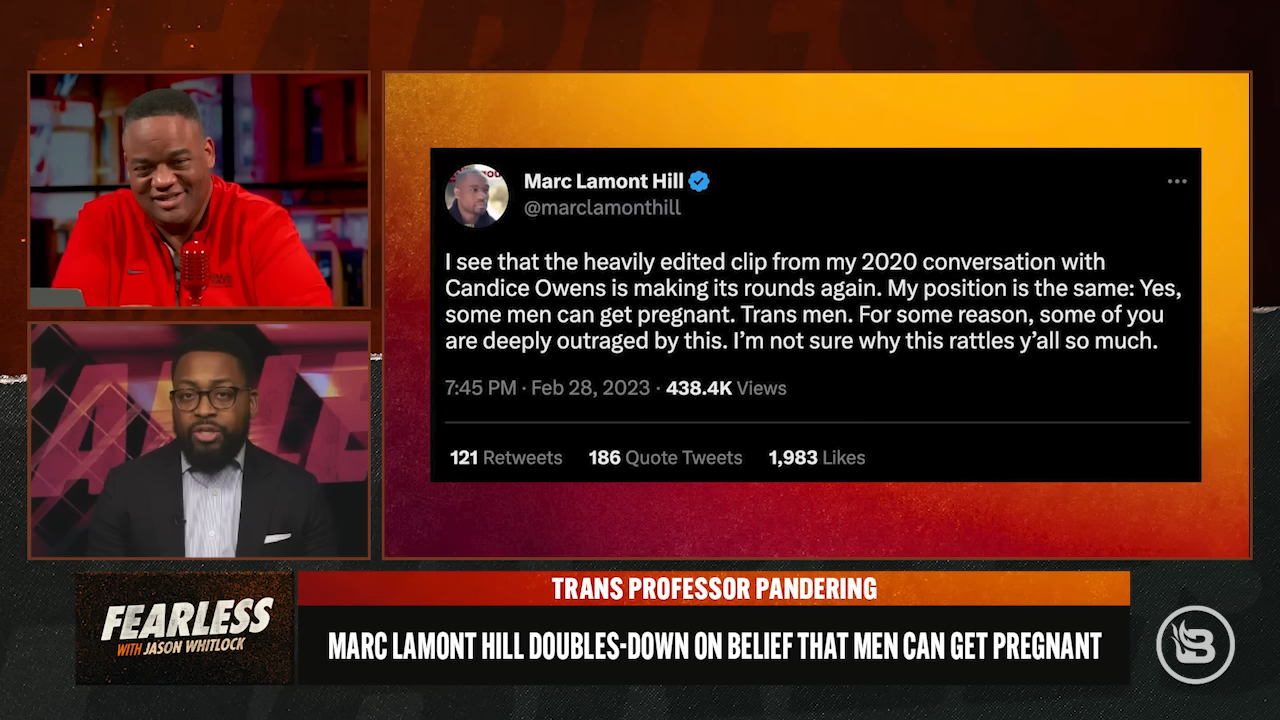 Marc Lamont Hill
@marclamonthill
I see that the heavily edited clip from my 2020 conversation with
Candice Owens is making its rounds again. My position is the same: Yes,
some men can get pregnant. Trans men. For some reason, some of you
are deeply outraged by this. I’m not sure why this rattles y’all so much.
7:45 PM · Feb 28, 2023 · 438.4K Views
121 Retweets 186 Quote Tweets 1,983 Likes
TRANS PROFESSOR PANDERING
FEARLESS
WITH JASON WHITLOCK
MARC LAMONT HILL DOUBLES-DOWN ON BELIEF THAT MEN CAN GET PREGNANT
B